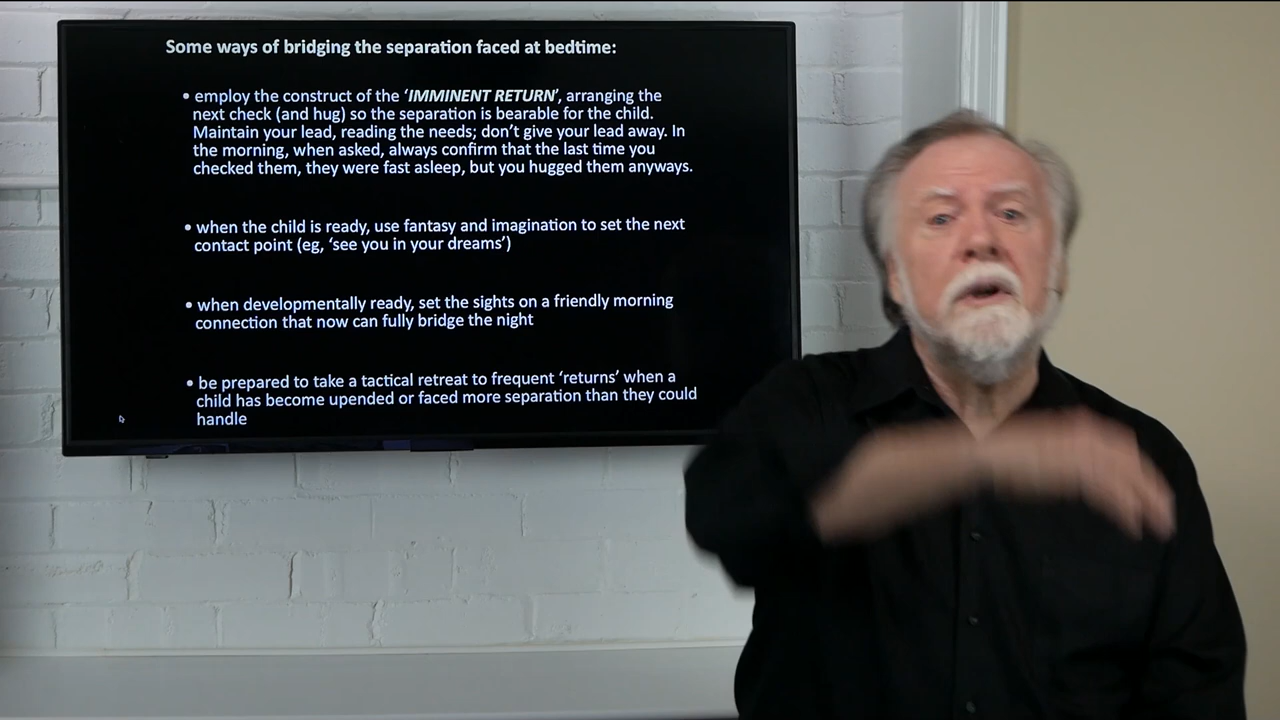 Some ways of bridging the separation faced at bedtime:
• employ the construct of the ‘IMMINENT RETURN’, arranging the
next check (and hug) so the separation is bearable for the child.
Maintain your lead, reading the needs; don’t give your lead away. In
the morning, when asked, always confirm that the last time you
checked them, they were fast asleep, but you hugged them anyways.
• when the child is ready, use fantasy and imagination to set the next
contact point (eg, ‘see you in your dreams’)
• when developmentally ready, set the sights on a friendly morning
connection that now can fully bridge the night
• be prepared to take a tactical retreat to frequent ‘returns’ when a
child has become upended or faced more separation than they could
handle